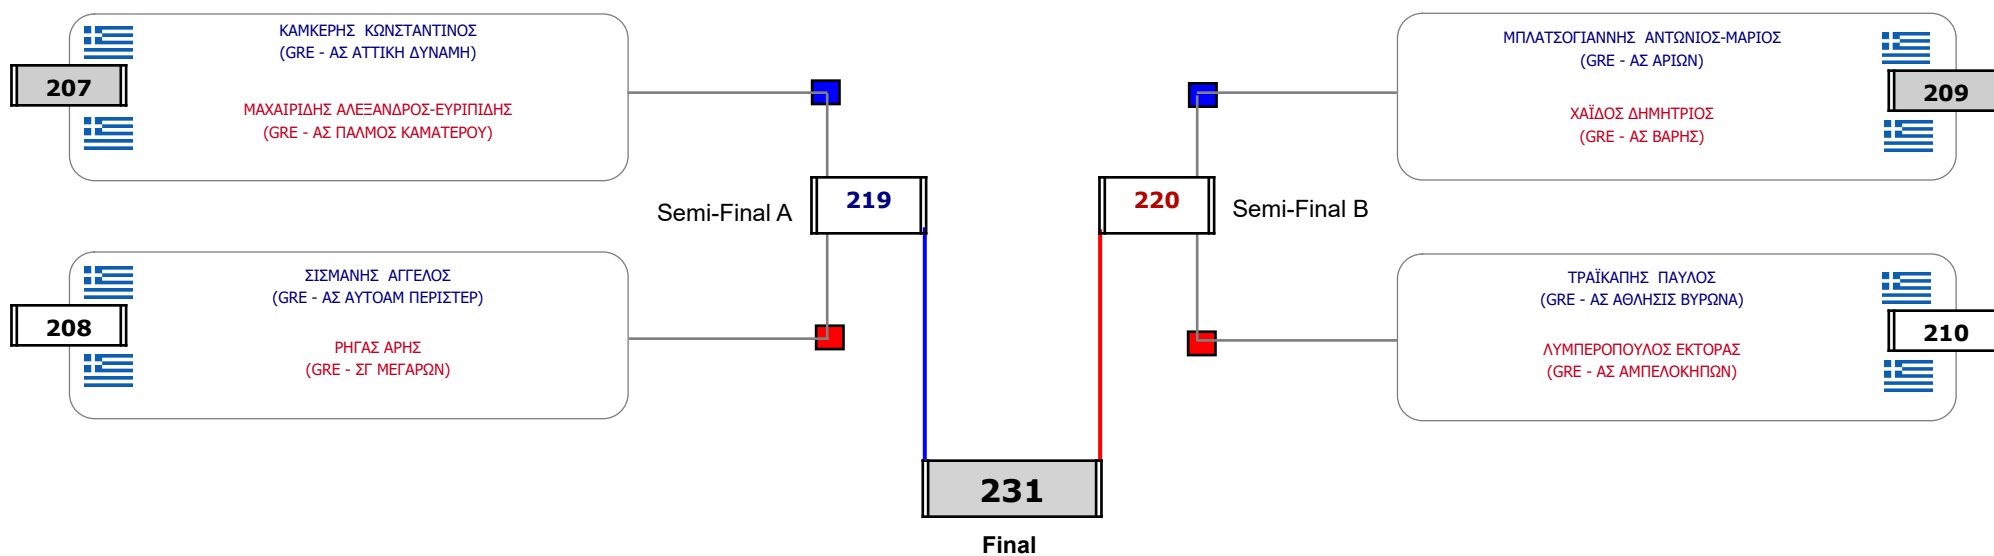 207
ΚΑΜΚΕΡΗΣ ΚΩΝΣΤΑΝΤΙΝΟΣ
(GRE - ΑΣ ΑΤΤΙΚΗ ΔΥΝΑΜΗ)
ΜΑΧΑΙΡΙΔΗΣ ΑΛΕΞΑΝΔΡΟΣ-ΕΥΡΙΠΙΔΗΣ
(GRE - ΑΣ ΠΑΛΜΟΣ ΚΑΜΑΤΕΡΟΥ)
208
ΣΙΣΜΑΝΗΣ ΑΓΓΕΛΟΣ
(GRE - ΑΣ ΑΥΤΟΑΜ ΠΕΡΙΣΤΕΡ)
ΡΗΓΑΣ ΑΡΗΣ
(GRE - ΣΓ ΜΕΓΑΡΩΝ)
Semi-Final A
219
220
Semi-Final B
ΜΠΛΑΤΣΟΓΙΑΝΝΗΣ ΑΝΤΩΝΙΟΣ-ΜΑΡΙΟΣ
(GRE - ΑΣ ΑΡΙΩΝ)
209
ΧΑΪΔΟΣ ΔΗΜΗΤΡΙΟΣ
(GRE - ΑΣ ΒΑΡΗΣ)
ΤΡΑΪΚΑΠΗΣ ΠΑΥΛΟΣ
(GRE - ΑΣ ΑΘΛΗΣΙΣ ΒΥΡΩΝΑ)
210
ΛΥΜΠΕΡΟΠΟΥΛΟΣ ΕΚΤΟΡΑΣ
(GRE - ΑΣ ΑΜΠΕΛΟΚΗΠΩΝ)
231
Final